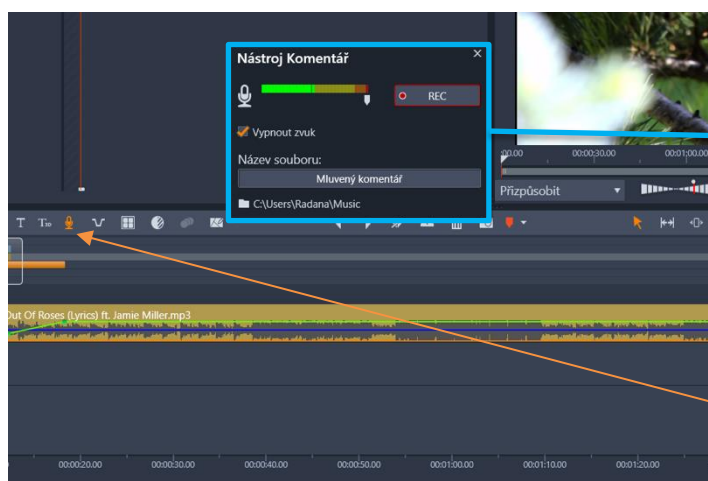 Nástroj Komentář
REC
Vypnout zvuk
Název souboru:
Mluvený komentář
C:\Users\Radana\Music
:00.00 00:00:30.00 00:01:00.00
Přizpůsobit
Out Of Roses (Lyrics) ft. Jamie Miller.mp3
00:00:20.00 00:00:30.00 00:00:40.00 00:00:50.00 00:01:00.00 00:01:10.00 00:01:20.00